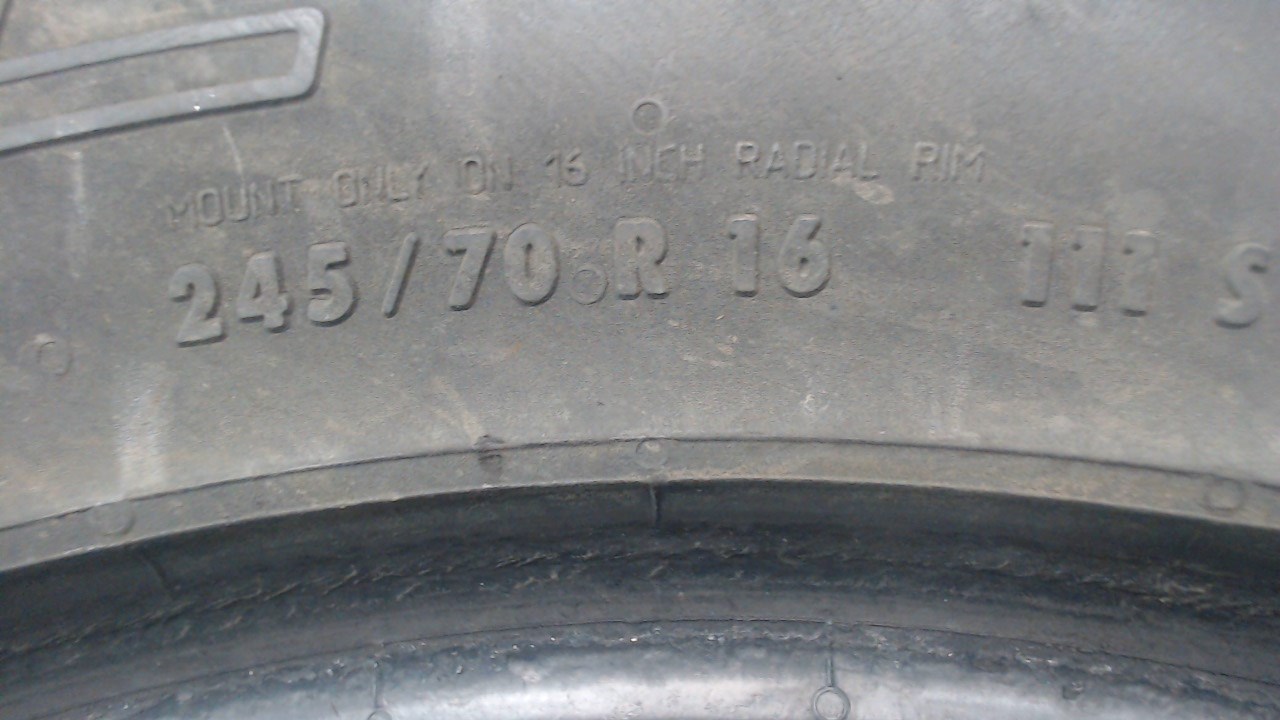 MOUNT ONLY ON 16 INCH RADIAL RIM
245/70 R 16 111 S